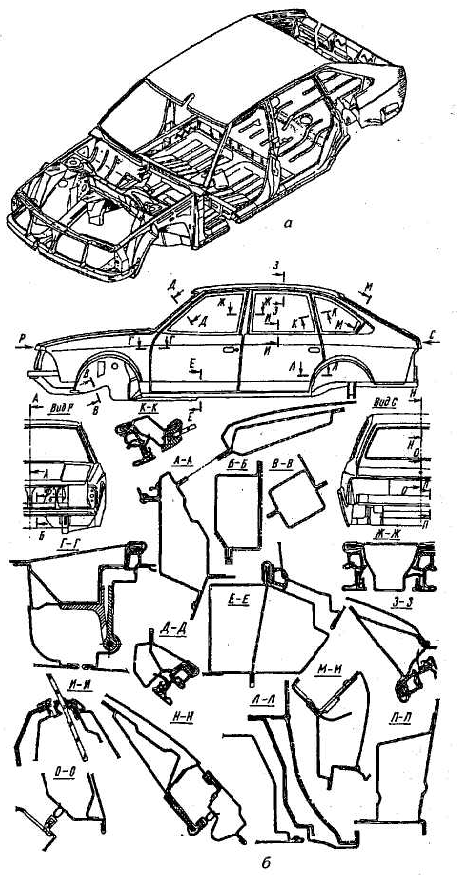 а
З
Д
Ж
Ж
З
М
Д
К
Л
И
Р
Г
Г
И
И
С
В
Е
Л
Л
В
Е
Н
А
Вид Р
К-К
Вид С
А-А
Б-Б
В-В
Н
О
А
О
Б
П
Г-Г
Ж-Ж
Е-Е
З-З
Д-Д
М-М
И-И
Н-Н
Л-Л
П-П
О-О
б